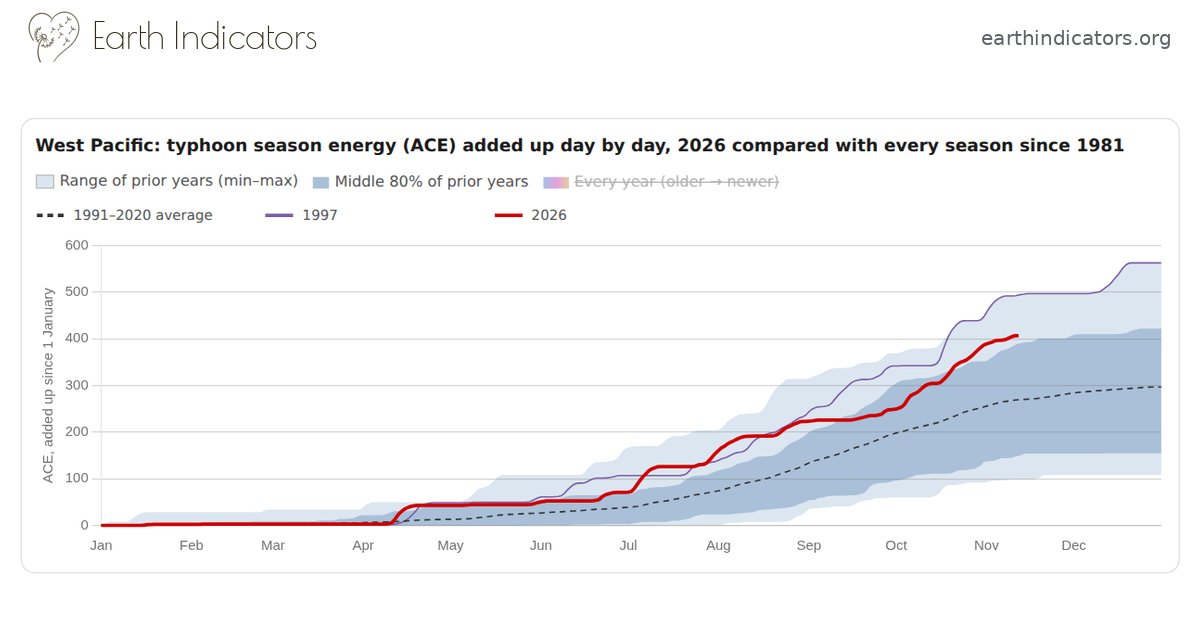 Earth Indicators
earthindicators.org
West Pacific: typhoon season energy (ACE) added up day by day, 2026 compared with every season since 1981
Range of prior years (min–max) Middle 80% of prior years Every year (older → newer)
1991–2020 average 1997 2026
ACE, added up since 1 January
600
500
400
300
200
100
0
Jan Feb Mar Apr May Jun Jul Aug Sep Oct Nov Dec